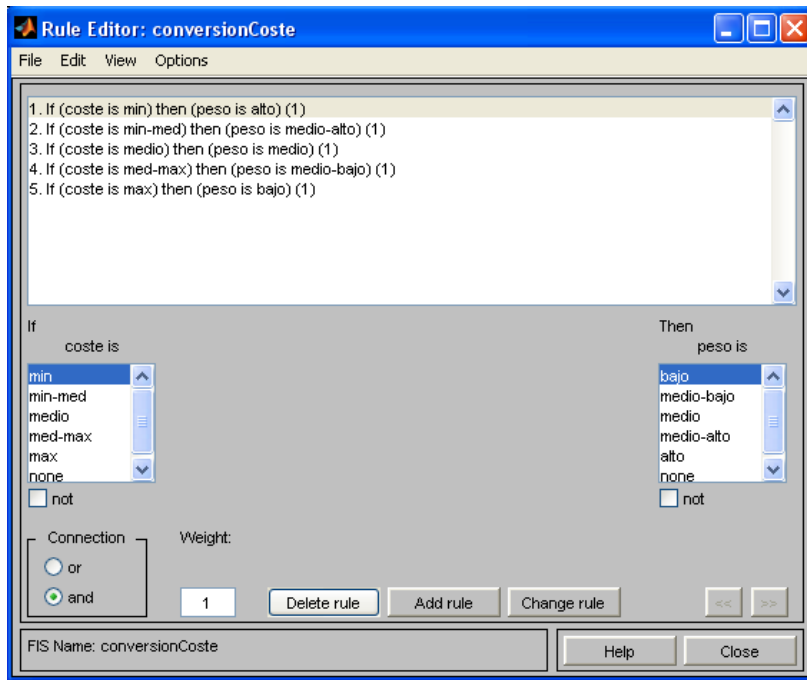 Rule Editor: conversionCoste
File Edit View Options
1. If (coste is min) then (peso is alto) (1)
2. If (coste is min-med) then (peso is medio-alto) (1)
3. If (coste is medio) then (peso is medio) (1)
4. If (coste is med-max) then (peso is medio-bajo) (1)
5. If (coste is max) then (peso is bajo) (1)
If
coste is
min
min-med
medio
med-max
max
none
not
Then
peso is
bajo
medio-bajo
medio
medio-alto
alto
none
not
Connection
or
and
Weight:
1
Delete rule
Add rule
Change rule
<<
>>
FIS Name: conversionCoste
Help
Close